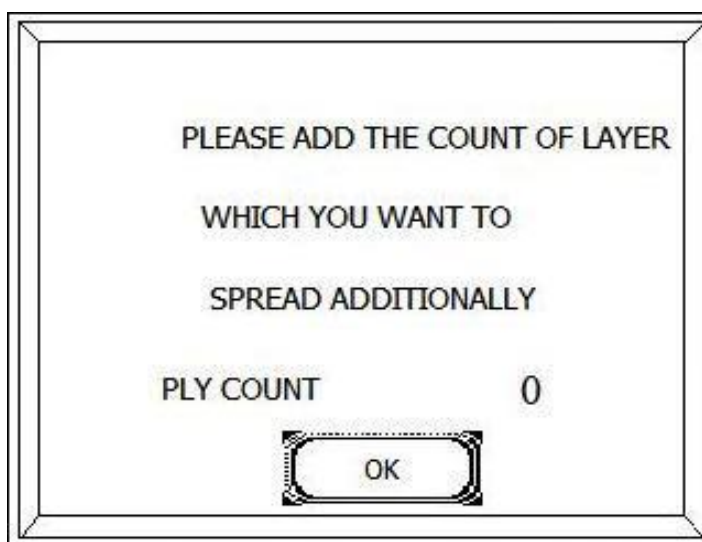 PLEASE ADD THE COUNT OF LAYER
WHICH YOU WANT TO
SPREAD ADDITIONALLY
PLY COUNT 0
OK